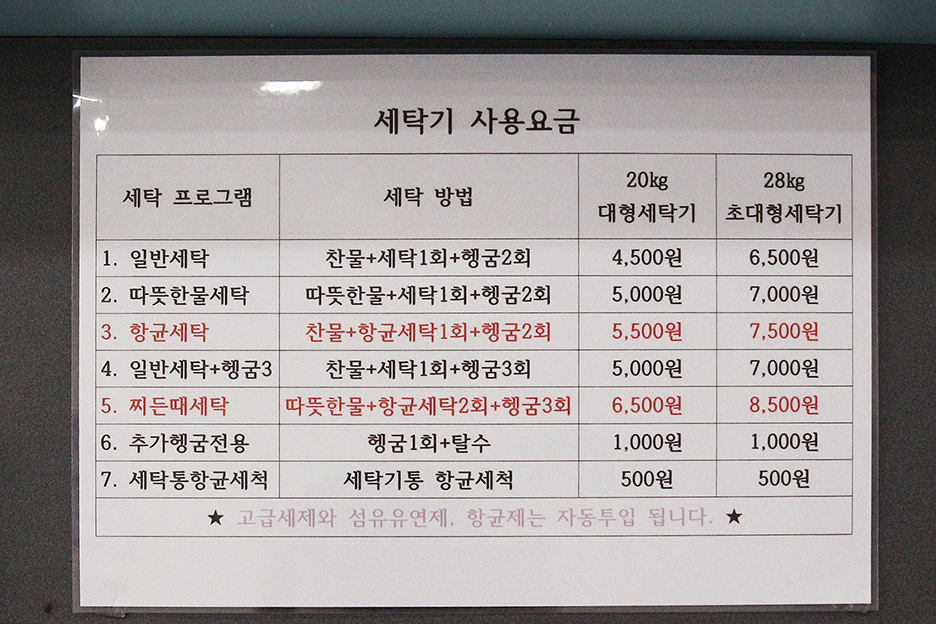 세탁기 사용요금
세탁 프로그램 세탁 방법 20kg 대형세탁기 28kg 초대형세탁기
1. 일반세탁 찬물+세탁1회+헹굼2회 4,500원 6,500원
2. 따뜻한물세탁 따뜻한물+세탁1회+헹굼2회 5,000원 7,000원
3. 항균세탁 찬물+항균세탁1회+헹굼2회 5,500원 7,500원
4. 일반세탁+헹굼3 찬물+세탁1회+헹굼3회 5,000원 7,000원
5. 찌든때세탁 따뜻한물+항균세탁2회+헹굼3회 6,500원 8,500원
6. 추가헹굼전용 헹굼1회+탈수 1,000원 1,000원
7. 세탁통항균세척 세탁기통 항균세척 500원 500원
★ 고급세제와 섬유유연제, 항균제는 자동투입 됩니다. ★